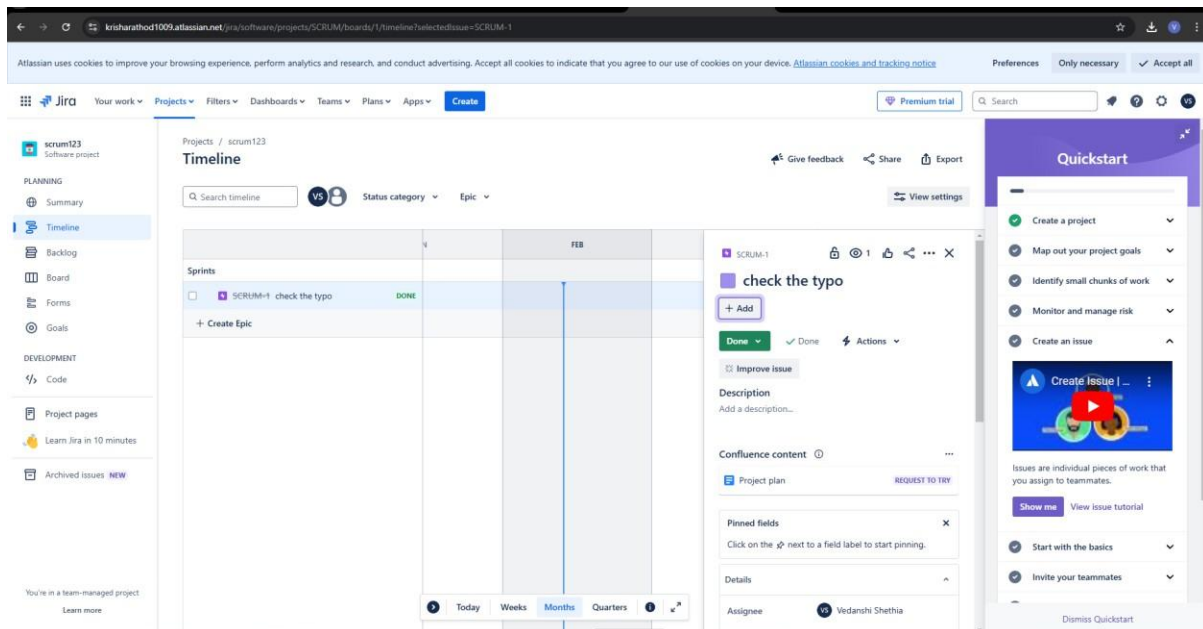 krisharathod1009.atlassian.net/jira/software/projects/SCRUM/boards/1/timeline?selectedIssue=SCRUM-1
V
Atlassian uses cookies to improve your browsing experience, perform analytics and research, and conduct advertising. Accept all cookies to indicate that you agree to our use of cookies on your device. Atlassian cookies and tracking notice
Preferences Only necessary Accept all
Jira Your work Projects Filters Dashboards Teams Plans Apps Create Premium trial Search VS
scrum123
Software project
PLANNING
Summary
Timeline
Backlog
Board
Forms
Goals
DEVELOPMENT
Code
Project pages
Learn Jira in 10 minutes
Archived issues NEW
You're in a team-managed project
Learn more
Projects / scrum123
Timeline
Give feedback Share Export
Search timeline VS Status category Epic View settings
FEB
Sprints
SCRUM-1 check the typo DONE
+ Create Epic
Today Weeks Months Quarters
SCRUM-1 1
check the typo
+ Add
Done Done Actions
Improve issue
Description
Add a description...
Confluence content
Project plan REQUEST TO TRY
Pinned fields
Click on the next to a field label to start pinning.
Details
Assignee VS Vedanshi Shethia
Quickstart
Create a project
Map out your project goals
Identify small chunks of work
Monitor and manage risk
Create an issue
Create Issue | ...
Issues are individual pieces of work that
you assign to teammates.
Show me View issue tutorial
Start with the basics
Invite your teammates
Dismiss Quickstart